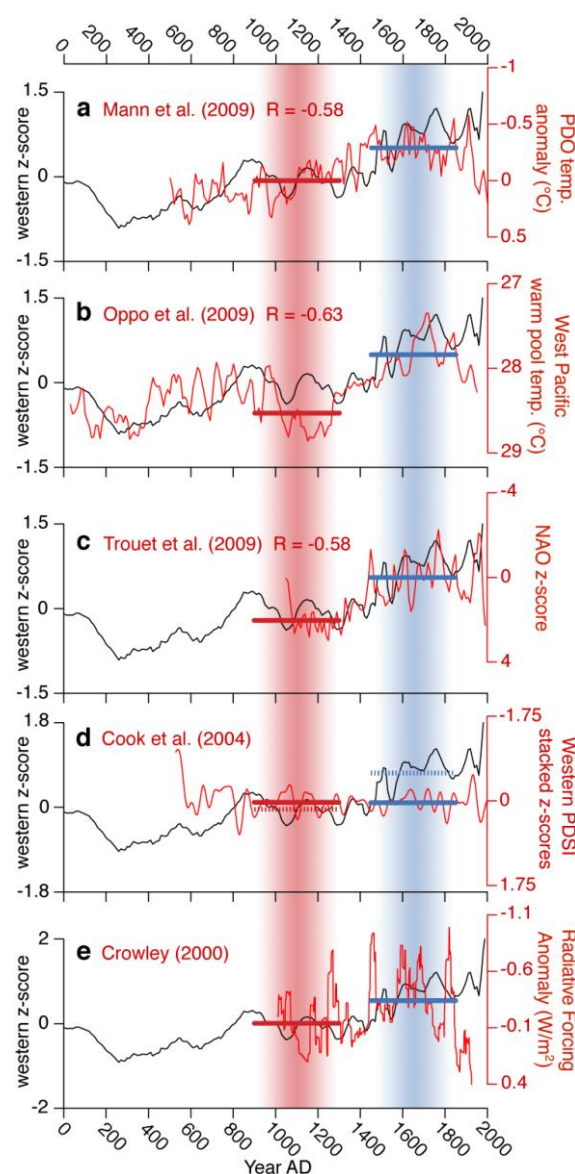 0 200 400 600 800 1000 1200 1400 1600 1800 2000
a Mann et al. (2009) R = -0.58
western z-score
1.5
0
-1.5
-1
-0.5
0
0.5
PDO temp.
anomaly (°C)
b Oppo et al. (2009) R = -0.63
western z-score
1.5
0
-1.5
27
28
29
West Pacific
warm pool temp. (°C)
c Trouet et al. (2009) R = -0.58
western z-score
1.5
0
-1.5
-4
0
4
NAO z-score
d Cook et al. (2004)
western z-score
1.8
0
-1.8
-1.75
0
1.75
Western PDSI
stacked z-scores
e Crowley (2000)
western z-score
2
0
-2
-1.1
-0.6
-0.1
0.4
Radiative Forcing
Anomaly (W/m²)
0 200 400 600 800 1000 1200 1400 1600 1800 2000
Year AD